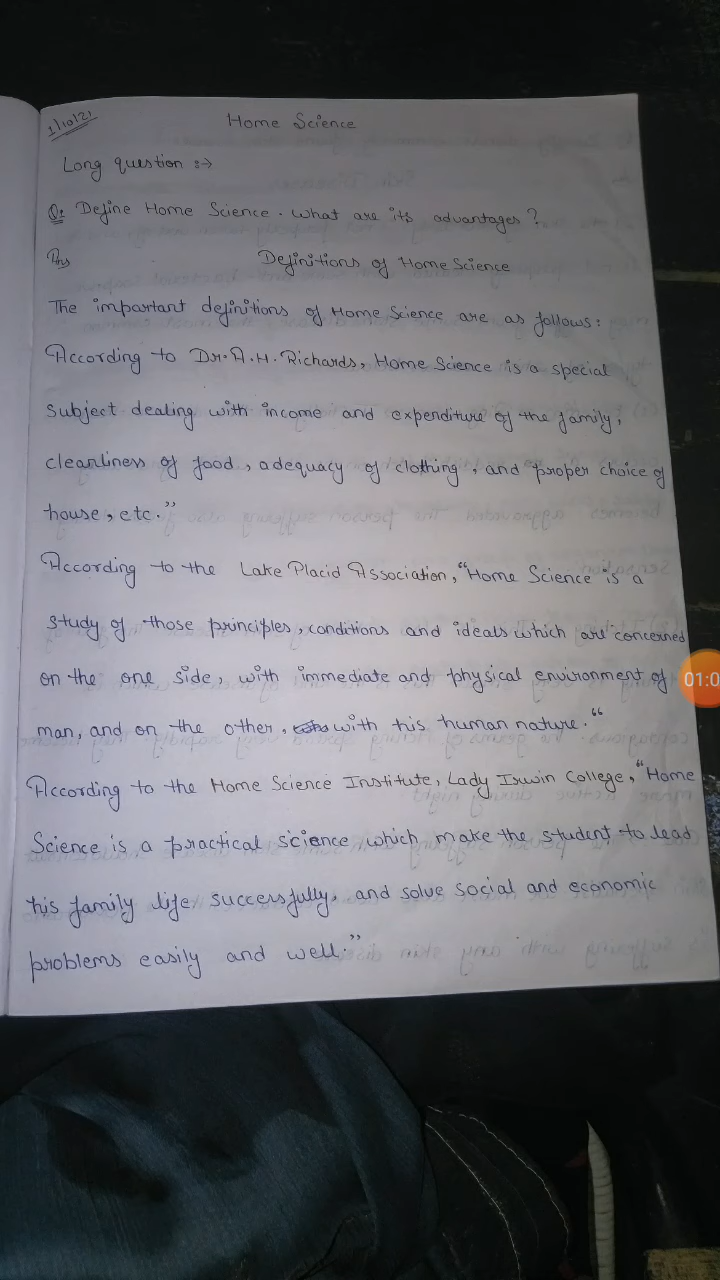 1/10/21
Home Science
Long question :→
Q1 Define Home Science. What are its advantages?
Ans
Definitions of Home Science
The important definitions of Home Science are as follows:
According to Dr. A. H. Richards, Home Science is a special
subject dealing with income and expenditure of the family,
cleanliness of food, adequacy of clothing, and proper choice of
house, etc."
According to the Lake Placid Association, "Home Science is a
study of those principles, conditions and ideals which are concerned
on the one side, with immediate and physical environment of
man, and on the other, with his human nature."
According to the Home Science Institute, Lady Irwin College, "Home
Science is a practical science which make the student to lead
his family life successfully, and solve social and economic
problems easily and well."
01:0